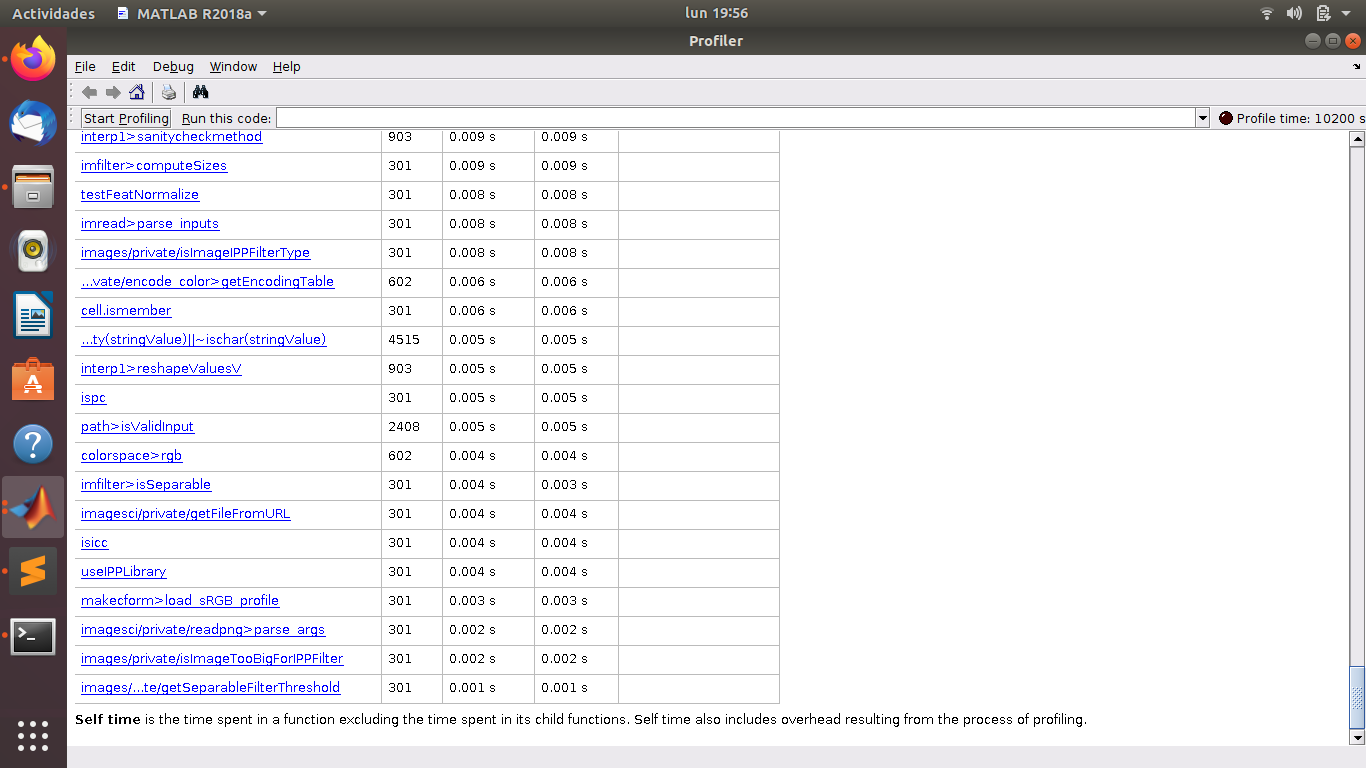 Actividades MATLAB R2018a lun 19:56
Profiler
File Edit Debug Window Help
Start Profiling Run this code: Profile time: 10200 s
interp1>sanitycheckmethod 903 0.009 s 0.009 s
imfilter>computeSizes 301 0.009 s 0.009 s
testFeatNormalize 301 0.008 s 0.008 s
imread>parse_inputs 301 0.008 s 0.008 s
images/private/isImageIPPFilterType 301 0.008 s 0.008 s
...vate/encode_color>getEncodingTable 602 0.006 s 0.006 s
cell.ismember 301 0.006 s 0.006 s
...ty(stringValue)||~ischar(stringValue) 4515 0.005 s 0.005 s
interp1>reshapeValuesV 903 0.005 s 0.005 s
ispc 301 0.005 s 0.005 s
path>isValidInput 2408 0.005 s 0.005 s
colorspace>rgb 602 0.004 s 0.004 s
imfilter>isSeparable 301 0.004 s 0.003 s
imagesci/private/getFileFromURL 301 0.004 s 0.004 s
isicc 301 0.004 s 0.004 s
useIPPLibrary 301 0.004 s 0.004 s
makecform>load_sRGB_profile 301 0.003 s 0.003 s
imagesci/private/readpng>parse_args 301 0.002 s 0.002 s
images/private/isImageTooBigForIPPFilter 301 0.002 s 0.002 s
images/...te/getSeparableFilterThreshold 301 0.001 s 0.001 s
Self time is the time spent in a function excluding the time spent in its child functions. Self time also includes overhead resulting from the process of profiling.